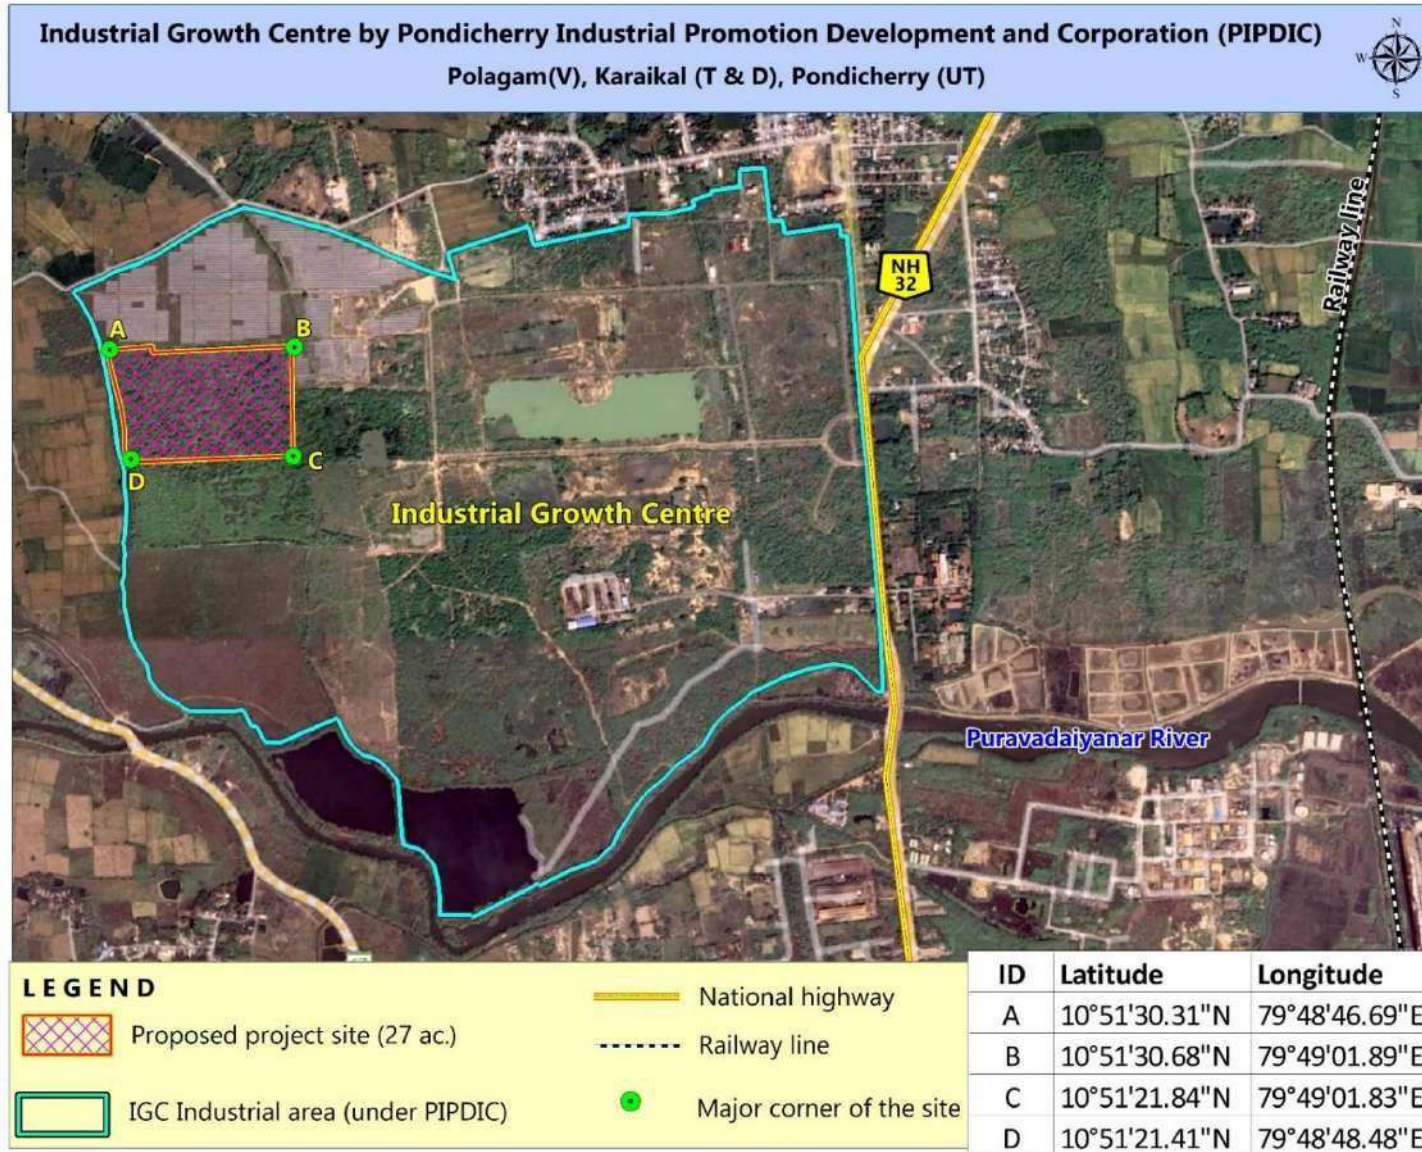 Industrial Growth Centre by Pondicherry Industrial Promotion Development and Corporation (PIPDIC)
Polagam(V), Karaikal (T & D), Pondicherry (UT)
N
W
S
Railway line
NH
32
A
B
C
D
Industrial Growth Centre
Puravadaiyanar River
LEGEND
Proposed project site (27 ac.)
IGC Industrial area (under PIPDIC)
National highway
Railway line
Major corner of the site
ID Latitude Longitude
A 10°51'30.31"N 79°48'46.69"E
B 10°51'30.68"N 79°49'01.89"E
C 10°51'21.84"N 79°49'01.83"E
D 10°51'21.41"N 79°48'48.48"E